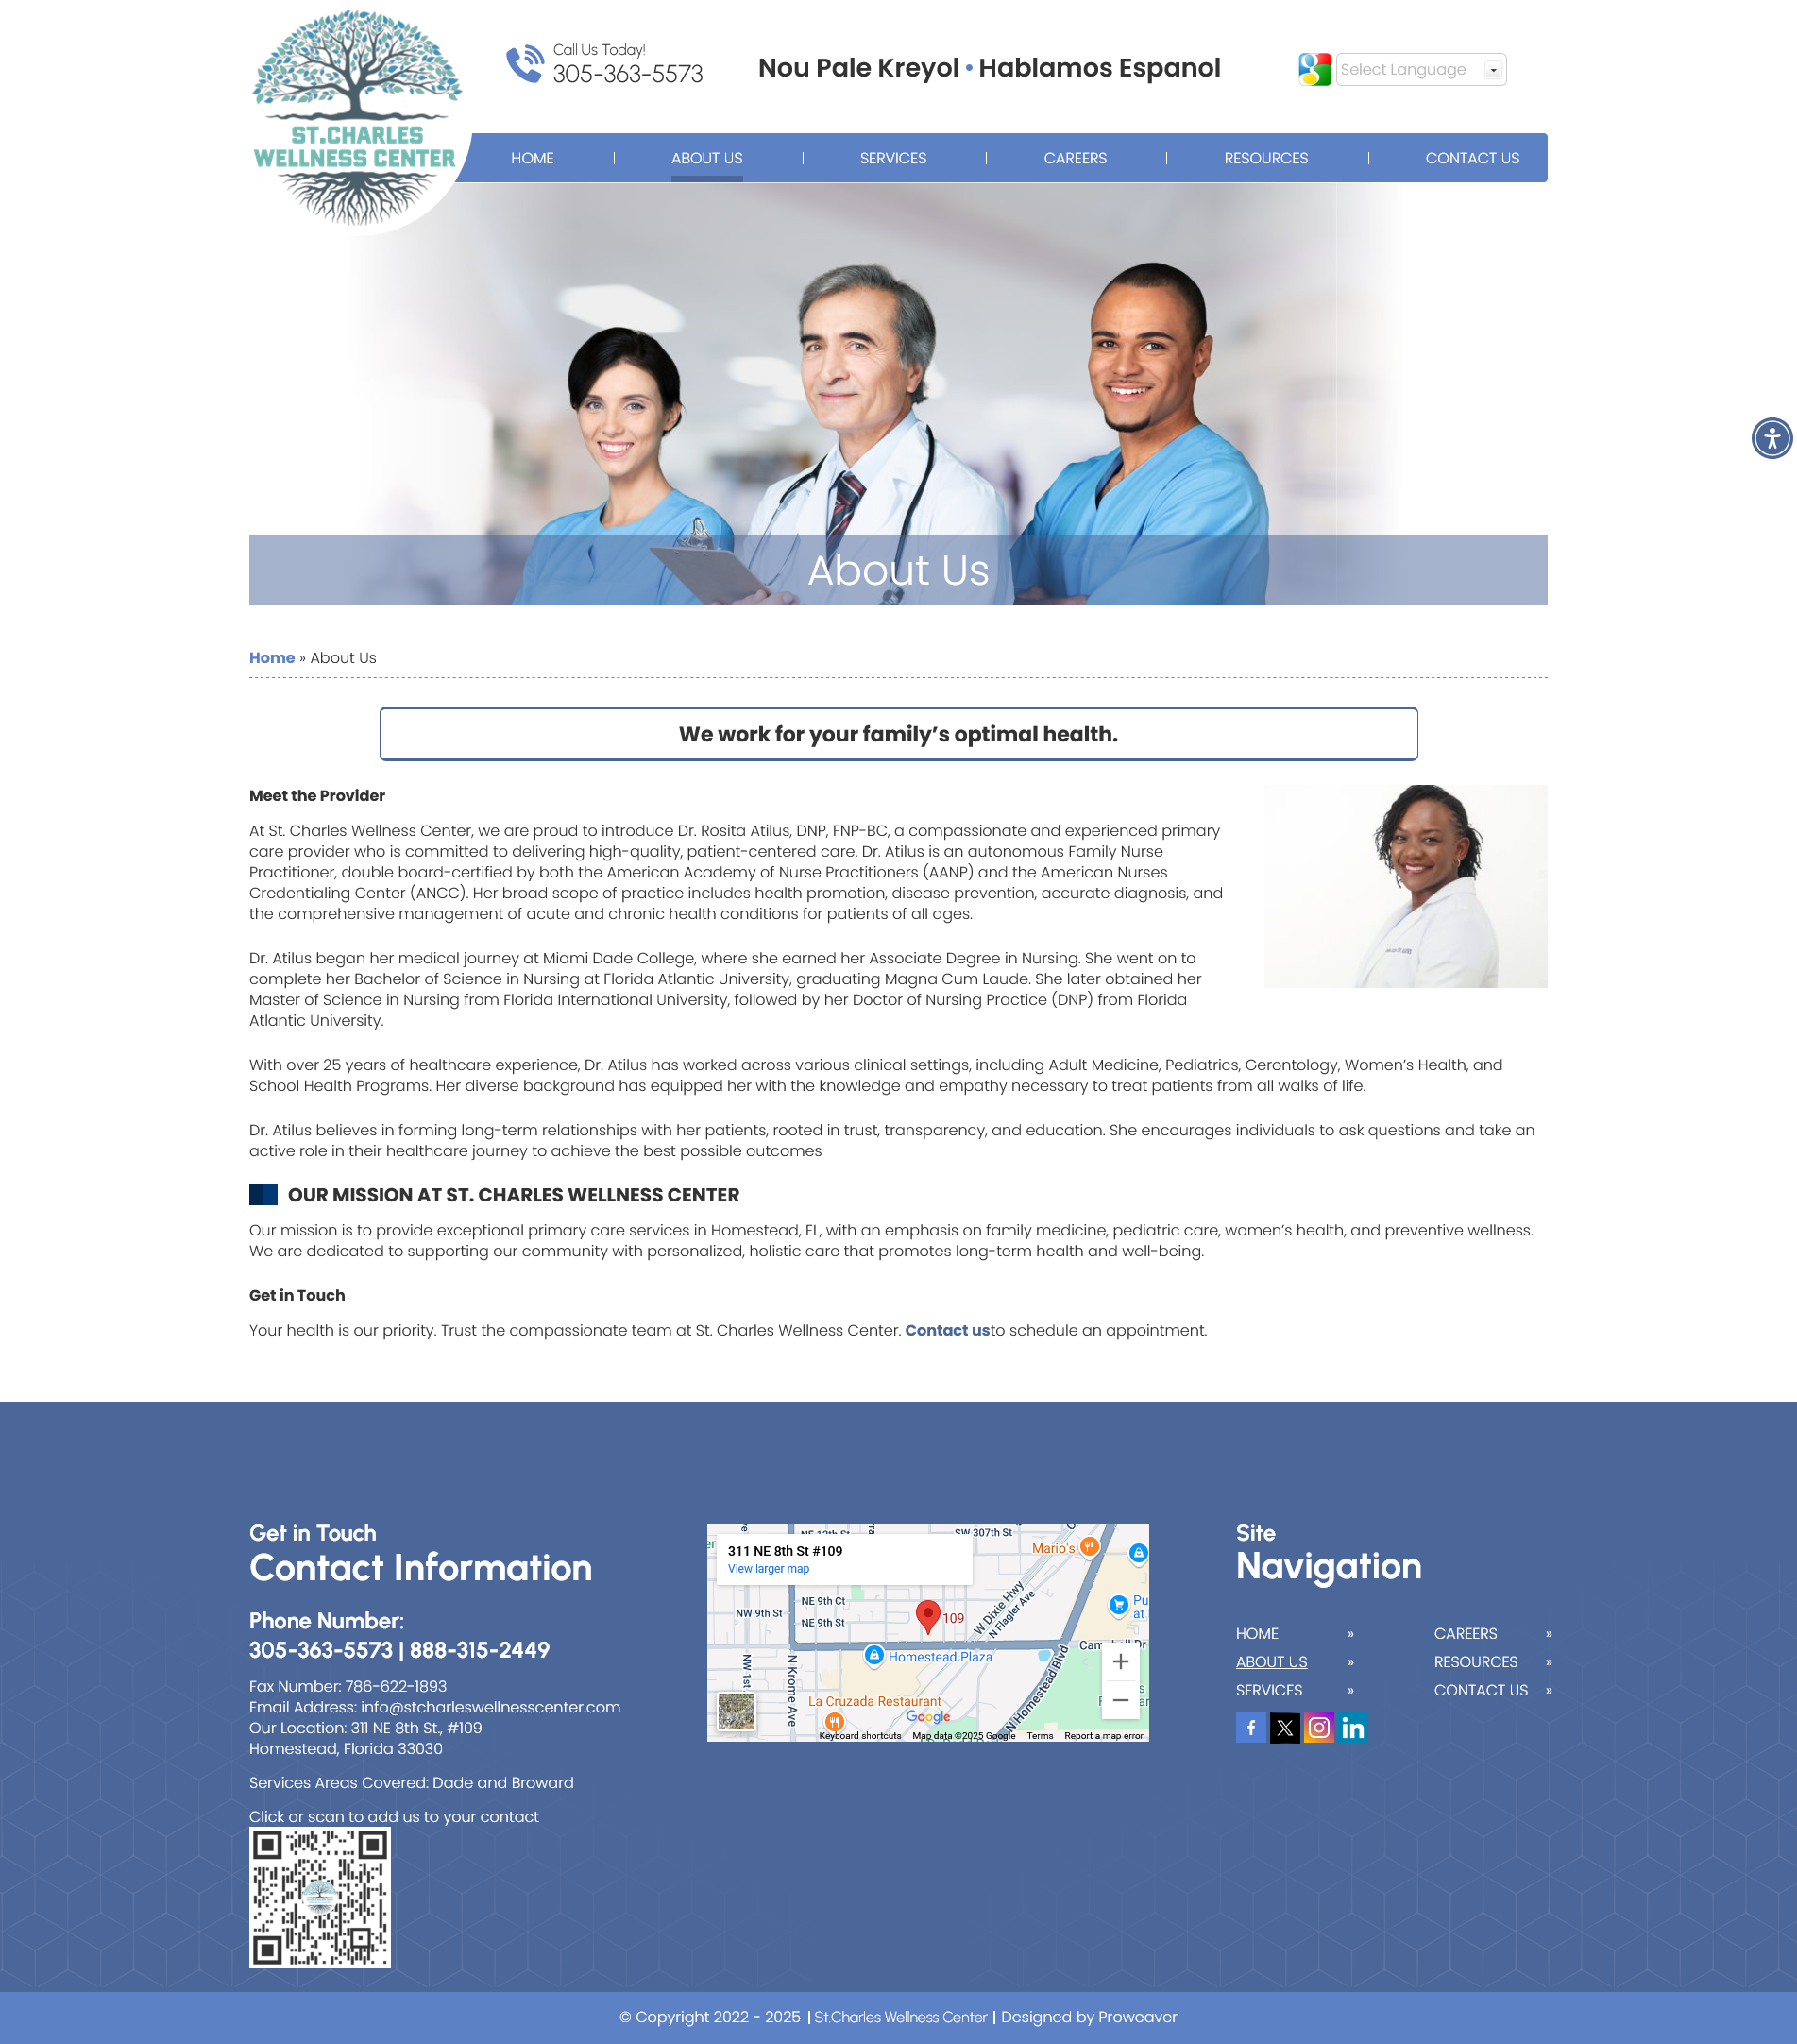 ST.CHARLES
WELLNESS CENTER
Call Us Today!
305-363-5573
Nou Pale Kreyol • Hablamos Espanol
Select Language
HOME
ABOUT US
SERVICES
CAREERS
RESOURCES
CONTACT US
About Us
Home » About Us
We work for your family’s optimal health.
Meet the Provider
At St. Charles Wellness Center, we are proud to introduce Dr. Rosita Atilus, DNP, FNP-BC, a compassionate and experienced primary
care provider who is committed to delivering high-quality, patient-centered care. Dr. Atilus is an autonomous Family Nurse
Practitioner, double board-certified by both the American Academy of Nurse Practitioners (AANP) and the American Nurses
Credentialing Center (ANCC). Her broad scope of practice includes health promotion, disease prevention, accurate diagnosis, and
the comprehensive management of acute and chronic health conditions for patients of all ages.
Dr. Atilus began her medical journey at Miami Dade College, where she earned her Associate Degree in Nursing. She went on to
complete her Bachelor of Science in Nursing at Florida Atlantic University, graduating Magna Cum Laude. She later obtained her
Master of Science in Nursing from Florida International University, followed by her Doctor of Nursing Practice (DNP) from Florida
Atlantic University.
With over 25 years of healthcare experience, Dr. Atilus has worked across various clinical settings, including Adult Medicine, Pediatrics, Gerontology, Women’s Health, and
School Health Programs. Her diverse background has equipped her with the knowledge and empathy necessary to treat patients from all walks of life.
Dr. Atilus believes in forming long-term relationships with her patients, rooted in trust, transparency, and education. She encourages individuals to ask questions and take an
active role in their healthcare journey to achieve the best possible outcomes
OUR MISSION AT ST. CHARLES WELLNESS CENTER
Our mission is to provide exceptional primary care services in Homestead, FL, with an emphasis on family medicine, pediatric care, women’s health, and preventive wellness.
We are dedicated to supporting our community with personalized, holistic care that promotes long-term health and well-being.
Get in Touch
Your health is our priority. Trust the compassionate team at St. Charles Wellness Center. Contact usto schedule an appointment.
Get in Touch
Contact Information
Phone Number:
305-363-5573 | 888-315-2449
Fax Number: 786-622-1893
Email Address: info@stcharleswellnesscenter.com
Our Location: 311 NE 8th St., #109
Homestead, Florida 33030
Services Areas Covered: Dade and Broward
Click or scan to add us to your contact
311 NE 8th St #109
View larger map
SW 307th St
Mario's
NE 9th Ct
NW 9th St
NE 9th St
109
W Dixie Hwy
N Flagler Ave
Pu
at
Homestead Plaza
NW 1st
N Krome Ave
La Cruzada Restaurant
N Homestead Blvd
Google
Keyboard shortcuts
Map data ©2025 Google
Terms
Report a map error
Site
Navigation
HOME »
ABOUT US »
SERVICES »
CAREERS »
RESOURCES »
CONTACT US »
© Copyright 2022 - 2025 | St.Charles Wellness Center | Designed by Proweaver